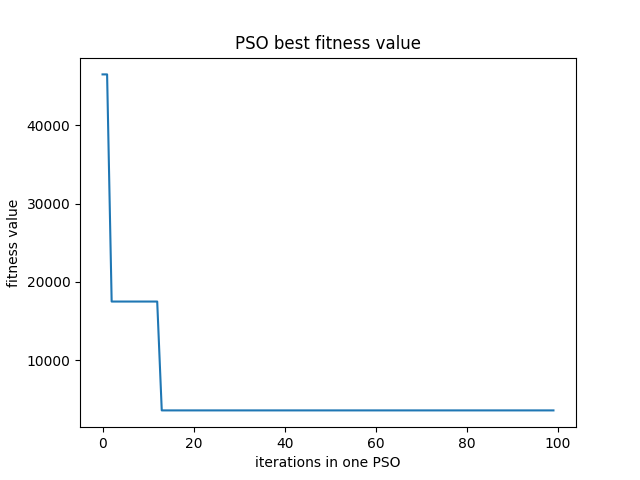 PSO best fitness value
fitness value
40000
30000
20000
10000
0 20 40 60 80 100
iterations in one PSO